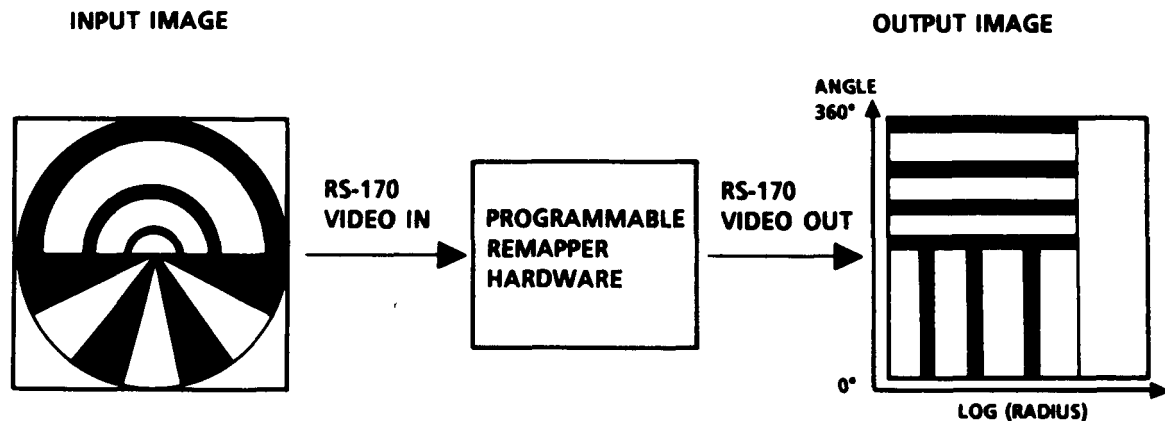 INPUT IMAGE
OUTPUT IMAGE
ANGLE
360°
RS-170
VIDEO IN
PROGRAMMABLE
REMAPPER
HARDWARE
RS-170
VIDEO OUT
0°
LOG (RADIUS)